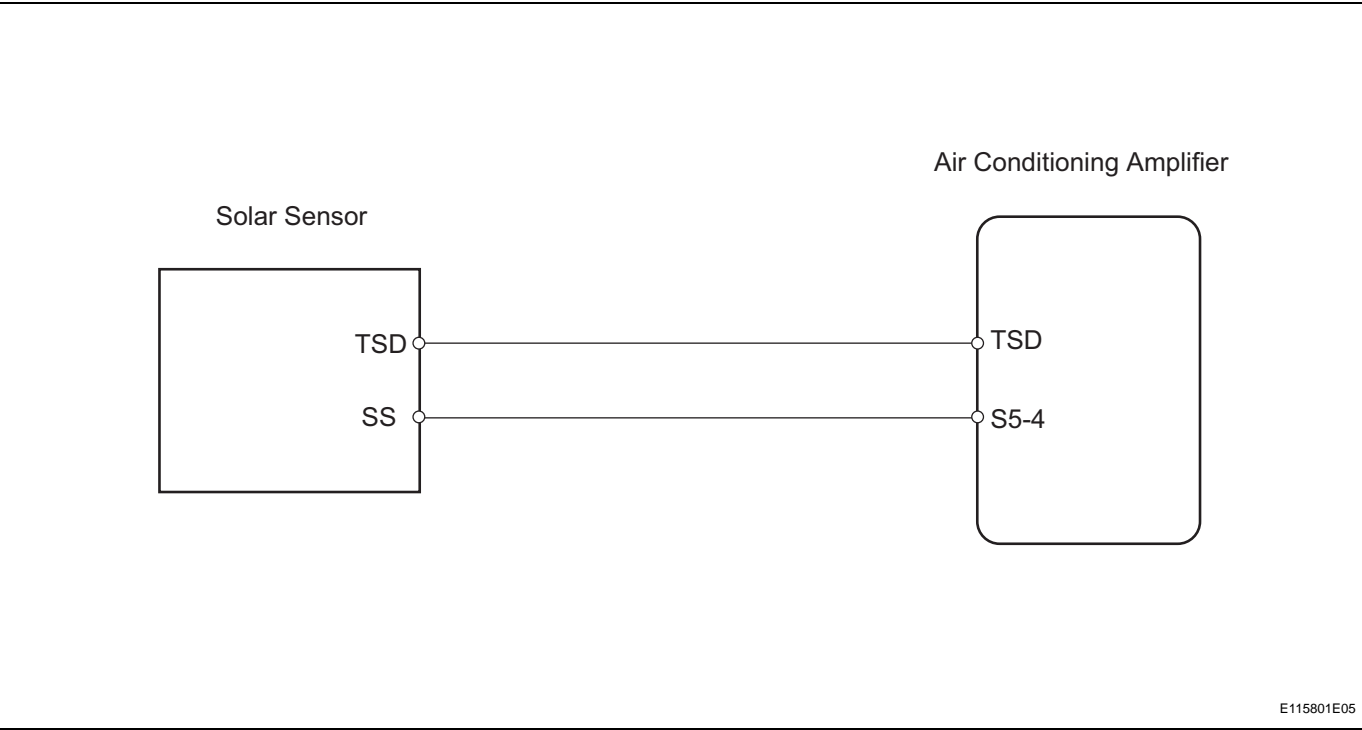 Air Conditioning Amplifier
Solar Sensor
TSD
TSD
SS
S5-4
E115801E05